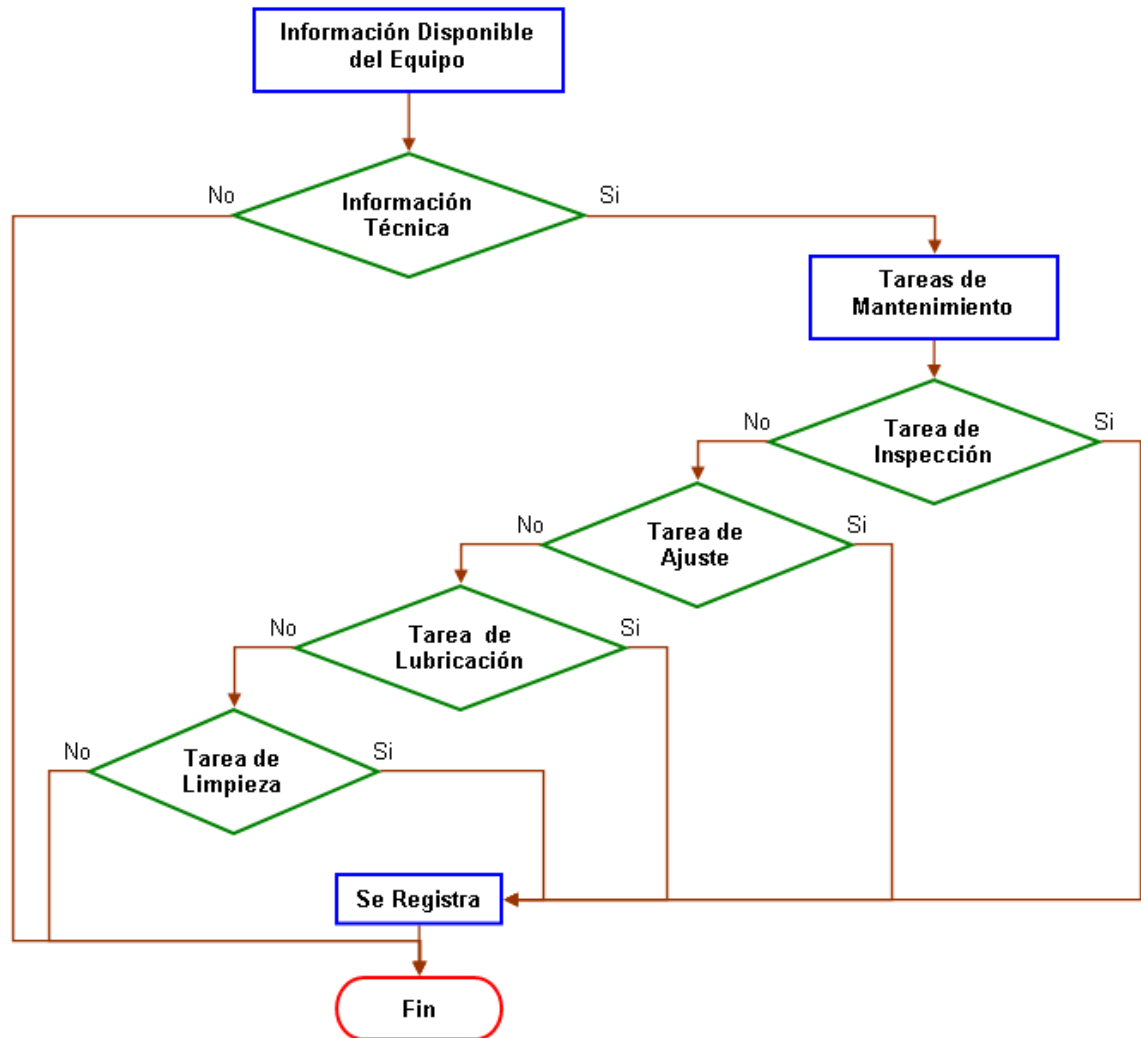 Información Disponible
del Equipo
No
Si
Información
Técnica
Tareas de
Mantenimiento
No
Si
Tarea de
Inspección
No
Si
Tarea de
Ajuste
No
Si
Tarea de
Lubricación
No
Si
Tarea de
Limpieza
Se Registra
Fin